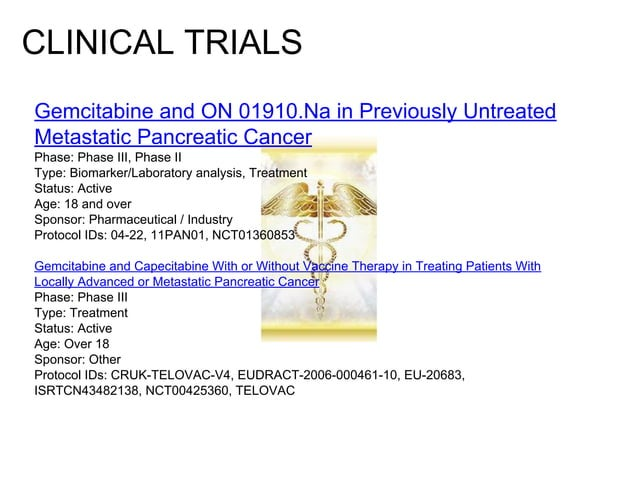 CLINICAL TRIALS
Gemcitabine and ON 01910.Na in Previously Untreated
Metastatic Pancreatic Cancer
Phase: Phase III, Phase II
Type: Biomarker/Laboratory analysis, Treatment
Status: Active
Age: 18 and over
Sponsor: Pharmaceutical / Industry
Protocol IDs: 04-22, 11PAN01, NCT01360853
Gemcitabine and Capecitabine With or Without Vaccine Therapy in Treating Patients With
Locally Advanced or Metastatic Pancreatic Cancer
Phase: Phase III
Type: Treatment
Status: Active
Age: Over 18
Sponsor: Other
Protocol IDs: CRUK-TELOVAC-V4, EUDRACT-2006-000461-10, EU-20683,
ISRTCN43482138, NCT00425360, TELOVAC